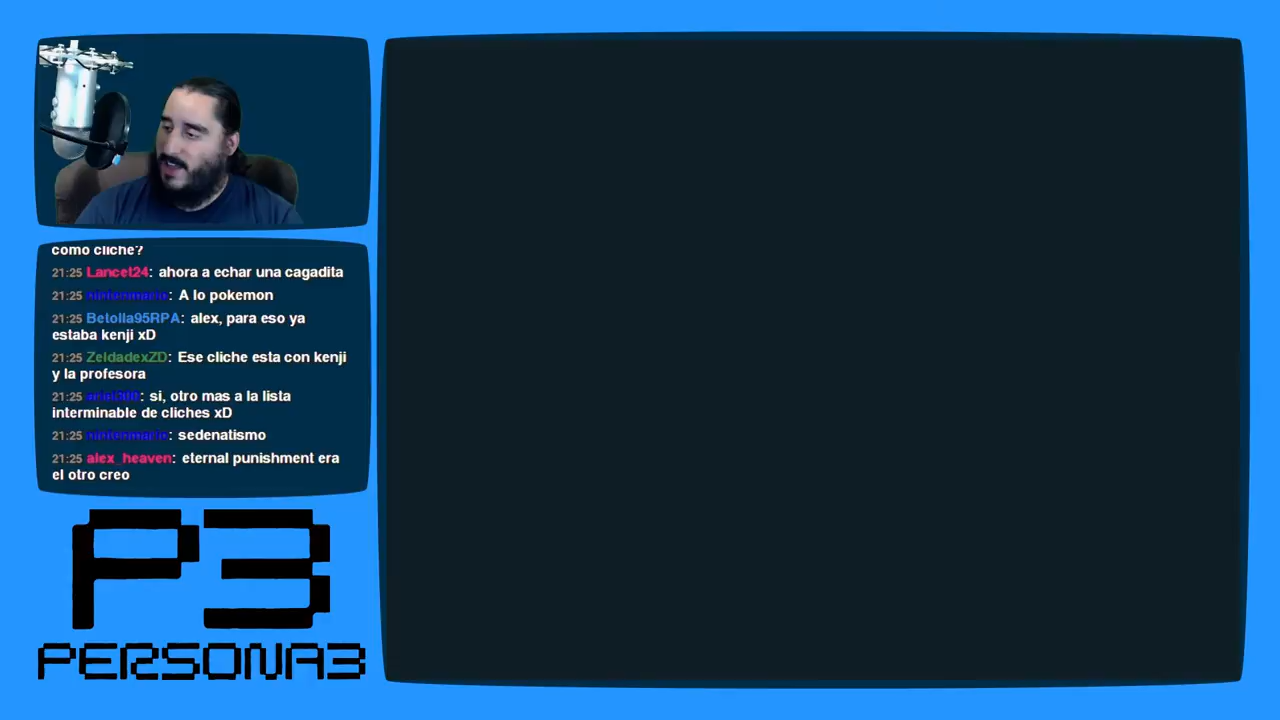 como cliche?
21:25 Lancet24: ahora a echar una cagadita
21:25 : A lo pokemon
21:25 Betolla95RPA: alex, para eso ya
estaba kenji xD
21:25 ZeldadexZD: Ese cliche esta con kenji
y la profesora
21:25 : si, otro mas a la lista
interminable de cliches xD
21:25 : sedenatismo
21:25 alex_heaven: eternal punishment era
el otro creo
P3
PERSONA3